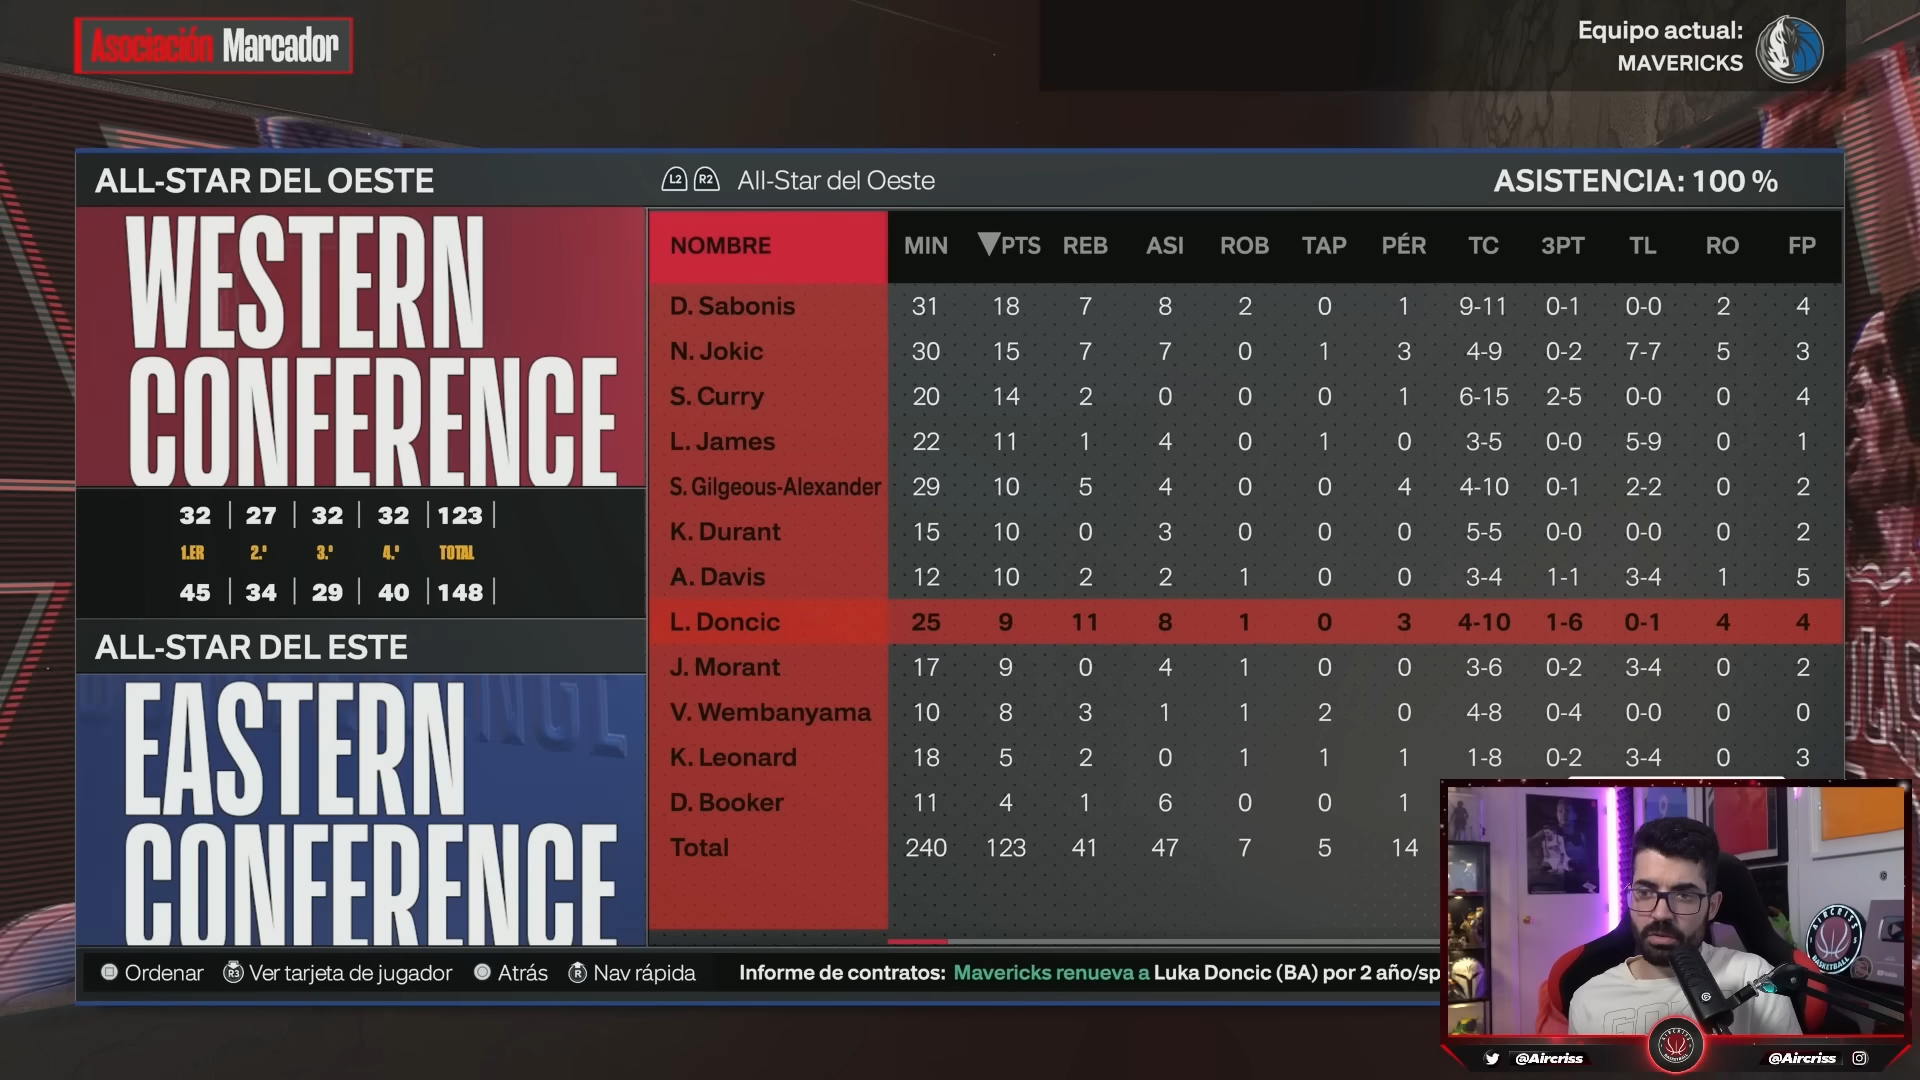 Asociación Marcador
Equipo actual:
MAVERICKS
ALL-STAR DEL OESTE
L2 R2 All-Star del Oeste
ASISTENCIA: 100 %
WESTERN
CONFERENCE
32 27 32 32 123
1.ER 2.º 3.º 4.º TOTAL
45 34 29 40 148
ALL-STAR DEL ESTE
EASTERN
CONFERENCE
NOMBRE MIN PTS REB ASI ROB TAP PÉR TC 3PT TL RO FP
D. Sabonis 31 18 7 8 2 0 1 9-11 0-1 0-0 2 4
N. Jokic 30 15 7 7 0 1 3 4-9 0-2 7-7 5 3
S. Curry 20 14 2 0 0 0 1 6-15 2-5 0-0 0 4
L. James 22 11 1 4 0 1 0 3-5 0-0 5-9 0 1
S. Gilgeous-Alexander 29 10 5 4 0 0 4 4-10 0-1 2-2 0 2
K. Durant 15 10 0 3 0 0 0 5-5 0-0 0-0 0 2
A. Davis 12 10 2 2 1 0 0 3-4 1-1 3-4 1 5
L. Doncic 25 9 11 8 1 0 3 4-10 1-6 0-1 4 4
J. Morant 17 9 0 4 1 0 0 3-6 0-2 3-4 0 2
V. Wembanyama 10 8 3 1 1 2 0 4-8 0-4 0-0 0 0
K. Leonard 18 5 2 0 1 1 1 1-8 0-2 3-4 0 3
D. Booker 11 4 1 6 0 0 1
Total 240 123 41 47 7 5 14
Ordenar R3 Ver tarjeta de jugador Atrás R Nav rápida
Informe de contratos: Mavericks renueva a Luka Doncic (BA) por 2 año/sp
AIRCRISS
BASKETBALL
@Aircriss
@Aircriss